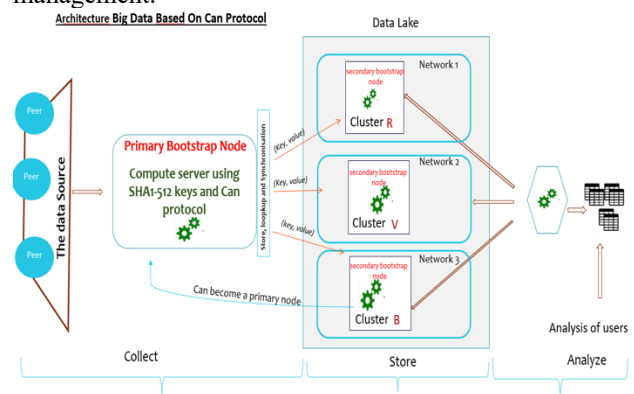 management.
Architecture Big Data Based On Can Protocol
Data Lake
Peer
Peer
Peer
The data Source
Primary Bootstrap Node
Compute server using
SHA1-512 keys and Can
protocol
Store, loopkup and Synchronisation
(Key, value)
(Key, value)
(key, value)
Can become a primary node
Network 1
secondary bootstrap
node
Cluster R
Network 2
secondary bootstrap
node
Cluster V
Network 3
secondary bootstrap
node
Cluster B
Analysis of users
Collect
Store
Analyze